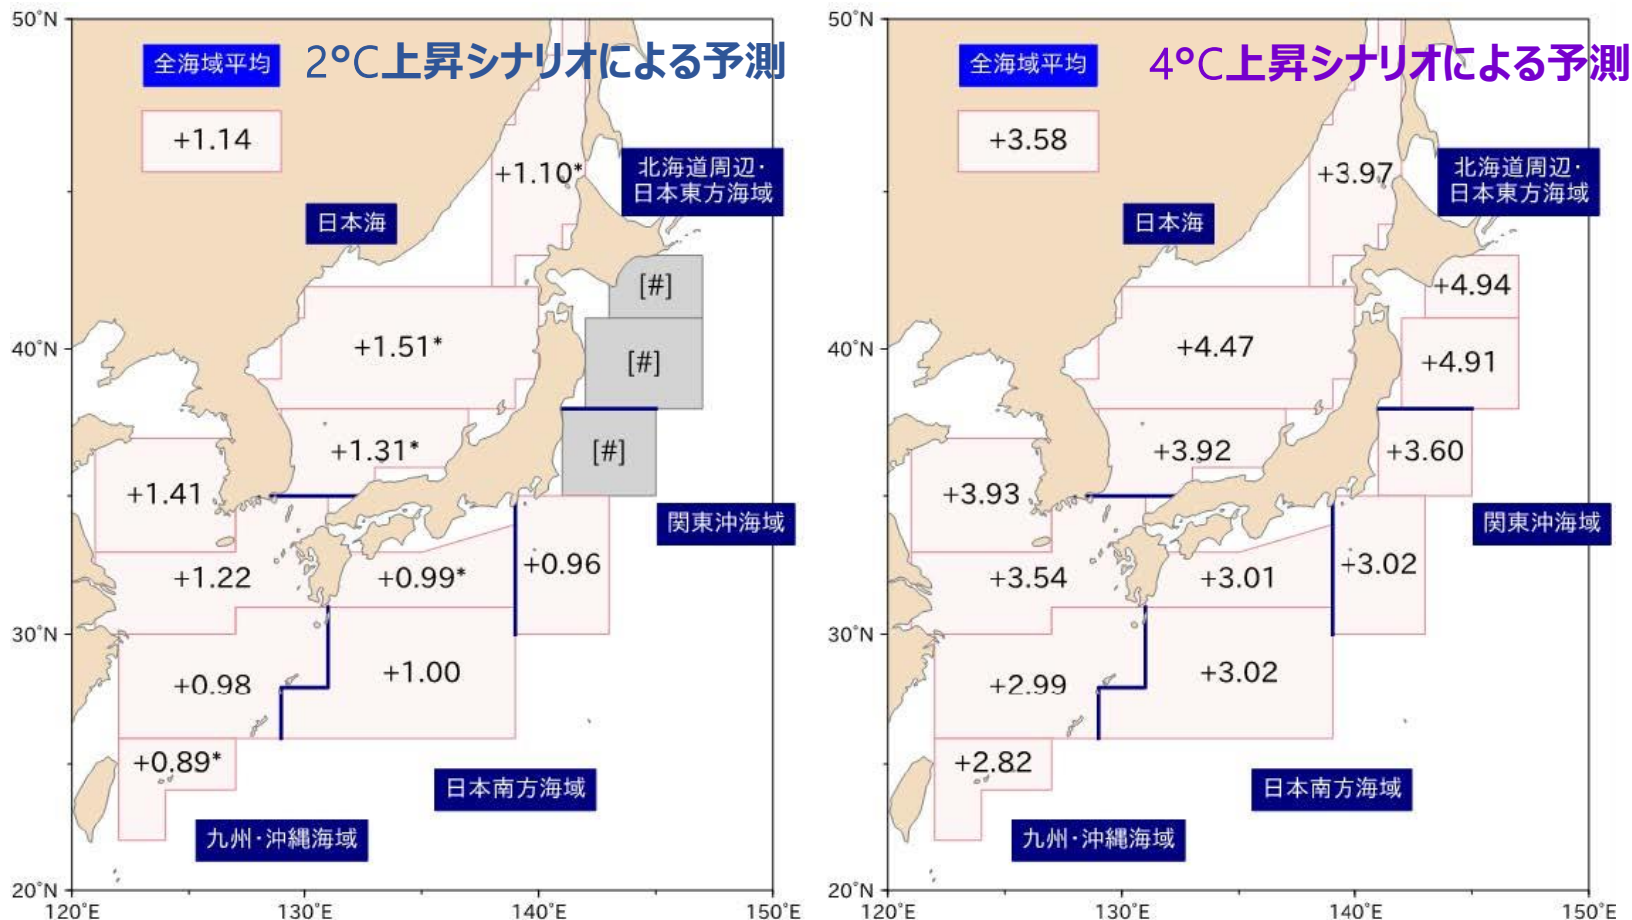 2°C上昇シナリオによる予測
50°N
全海域平均
+1.14
+1.10*
北海道周辺・
日本東方海域
日本海
[#]
+1.51*
[#]
40°N
+1.31*
[#]
+1.41
関東沖海域
+1.22
+0.99*
+0.96
30°N
+0.98
+1.00
+0.89*
日本南方海域
九州・沖縄海域
20°N
120°E
130°E
140°E
150°E
4°C上昇シナリオによる予測
50°N
全海域平均
+3.58
+3.97
北海道周辺・
日本東方海域
日本海
+4.94
+4.47
+4.91
40°N
+3.92
+3.60
+3.93
関東沖海域
+3.54
+3.01
+3.02
30°N
+2.99
+3.02
+2.82
日本南方海域
九州・沖縄海域
20°N
120°E
130°E
140°E
150°E